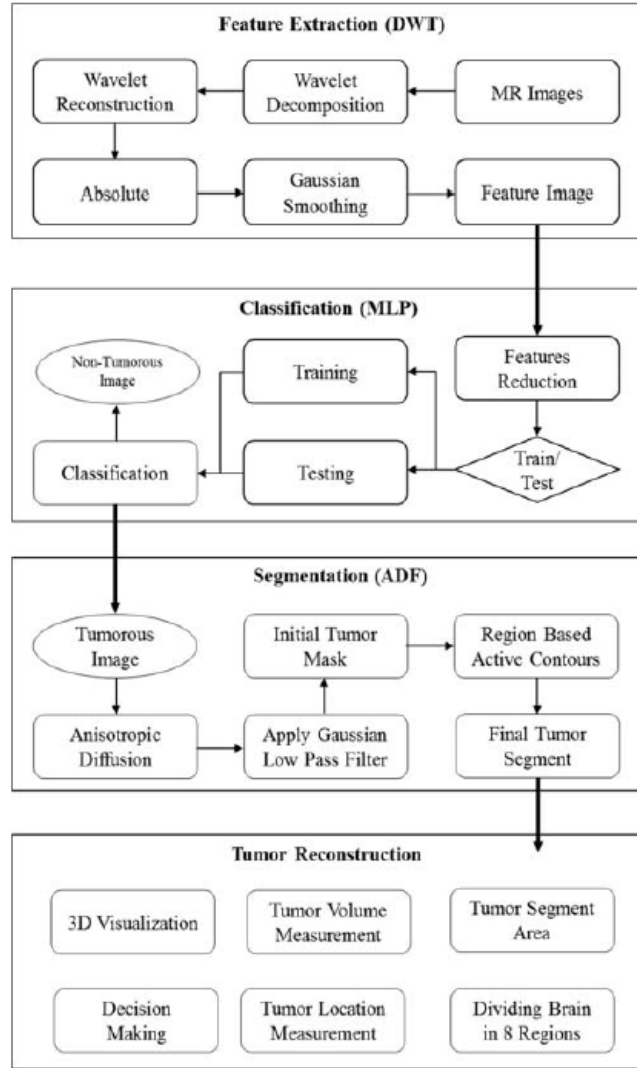 Feature Extraction (DWT)
Wavelet
Reconstruction
Wavelet
Decomposition
MR Images
Absolute
Gaussian
Smoothing
Feature Image
Classification (MLP)
Non-Tumorous
Image
Training
Features
Reduction
Classification
Testing
Train/
Test
Segmentation (ADF)
Tumorous
Image
Initial Tumor
Mask
Region Based
Active Contours
Anisotropic
Diffusion
Apply Gaussian
Low Pass Filter
Final Tumor
Segment
Tumor Reconstruction
3D Visualization
Tumor Volume
Measurement
Tumor Segment
Area
Decision
Making
Tumor Location
Measurement
Dividing Brain
in 8 Regions